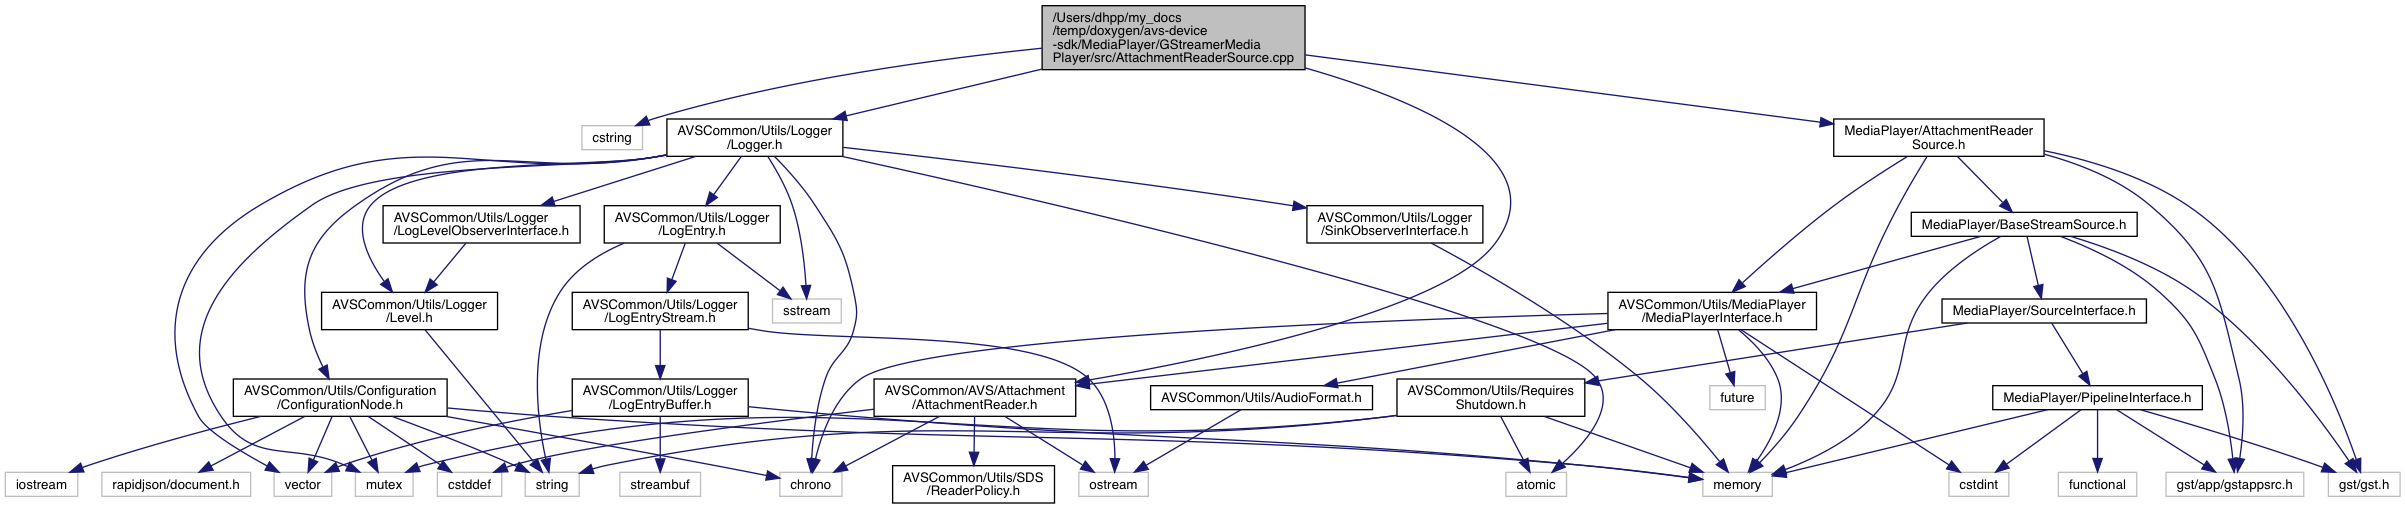 /Users/dhpp/my_docs
/temp/doxygen/avs-device
-sdk/MediaPlayer/GStreamerMedia
Player/src/AttachmentReaderSource.cpp
cstring
AVSCommon/Utils/Logger
/Logger.h
MediaPlayer/AttachmentReader
Source.h
AVSCommon/Utils/Logger
/LogLevelObserverInterface.h
AVSCommon/Utils/Logger
/LogEntry.h
AVSCommon/Utils/Logger
/SinkObserverInterface.h
MediaPlayer/BaseStreamSource.h
AVSCommon/Utils/Logger
/Level.h
AVSCommon/Utils/Logger
/LogEntryStream.h
sstream
AVSCommon/Utils/MediaPlayer
/MediaPlayerInterface.h
MediaPlayer/SourceInterface.h
AVSCommon/Utils/Configuration
/ConfigurationNode.h
AVSCommon/Utils/Logger
/LogEntryBuffer.h
AVSCommon/AVS/Attachment
/AttachmentReader.h
AVSCommon/Utils/AudioFormat.h
AVSCommon/Utils/Requires
Shutdown.h
future
MediaPlayer/PipelineInterface.h
iostream
rapidjson/document.h
vector
mutex
cstddef
string
streambuf
chrono
AVSCommon/Utils/SDS
/ReaderPolicy.h
ostream
atomic
memory
cstdint
functional
gst/app/gstappsrc.h
gst/gst.h